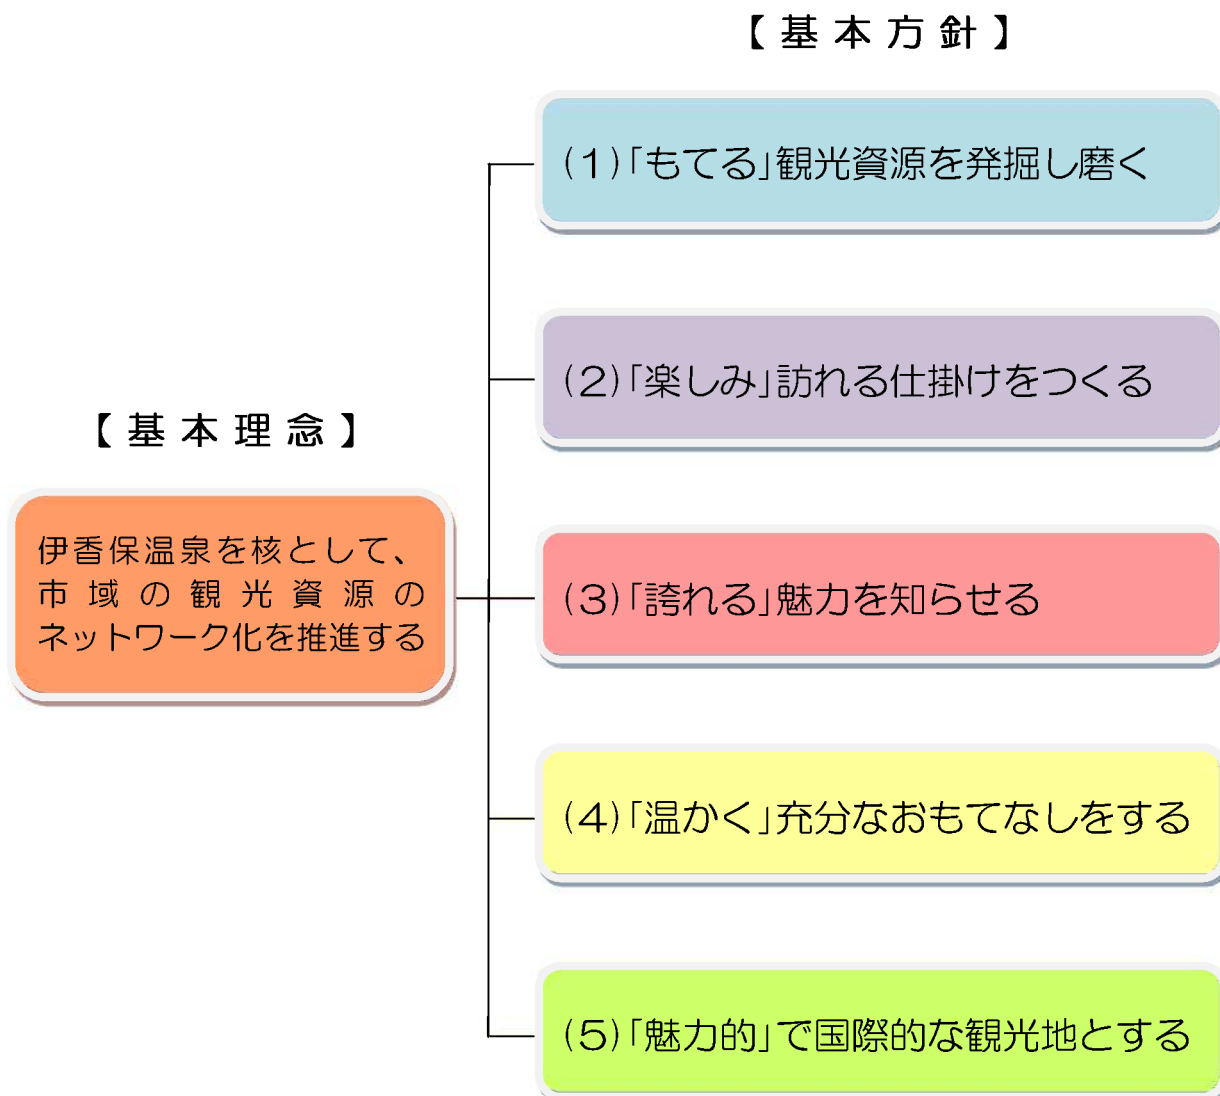 【基本方針】
(1)「もてる」観光資源を発掘し磨く
(2)「楽しみ」訪れる仕掛けをつくる
【基本理念】
伊香保温泉を核として、
市域の観光資源の
ネットワーク化を推進する
(3)「誇れる」魅力を知らせる
(4)「温かく」充分なおもてなしをする
(5)「魅力的」で国際的な観光地とする